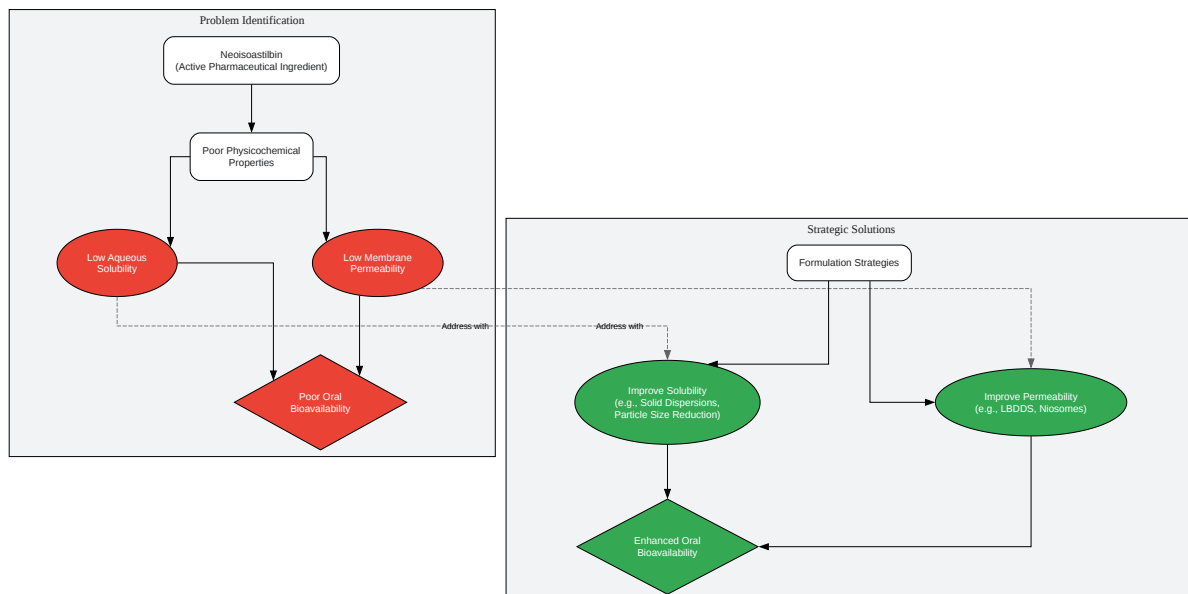 Problem Identification
Neoisoastilbin
(Active Pharmaceutical Ingredient)
Poor Physicochemical
Properties
Low Aqueous
Solubility
Low Membrane
Permeability
Poor Oral
Bioavailability
Strategic Solutions
Formulation Strategies
Address with
Address with
Improve Solubility
(e.g., Solid Dispersions,
Particle Size Reduction)
Improve Permeability
(e.g., LBDDS, Niosomes)
Enhanced Oral
Bioavailability